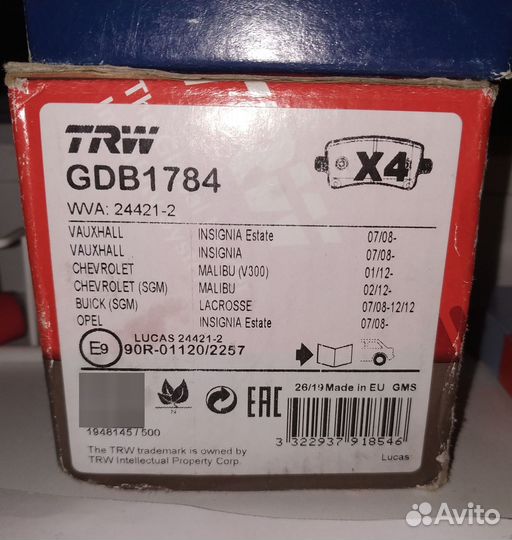 TRW
GDB1784
X4
WVA: 24421-2
VAUXHALL INSIGNIA Estate 07/08-
VAUXHALL INSIGNIA 07/08-
CHEVROLET MALIBU (V300) 01/12-
CHEVROLET (SGM) MALIBU 02/12-
BUICK (SGM) LACROSSE 07/08-12/12
OPEL INSIGNIA Estate 07/08-
LUCAS 24421-2
E9 90R-01120/2257
26/19 Made in EU GMS
EAC
1948145 / 500
3 322937 918546
The TRW trademark is owned by
TRW Intellectual Property Corp.
Lucas
Avito